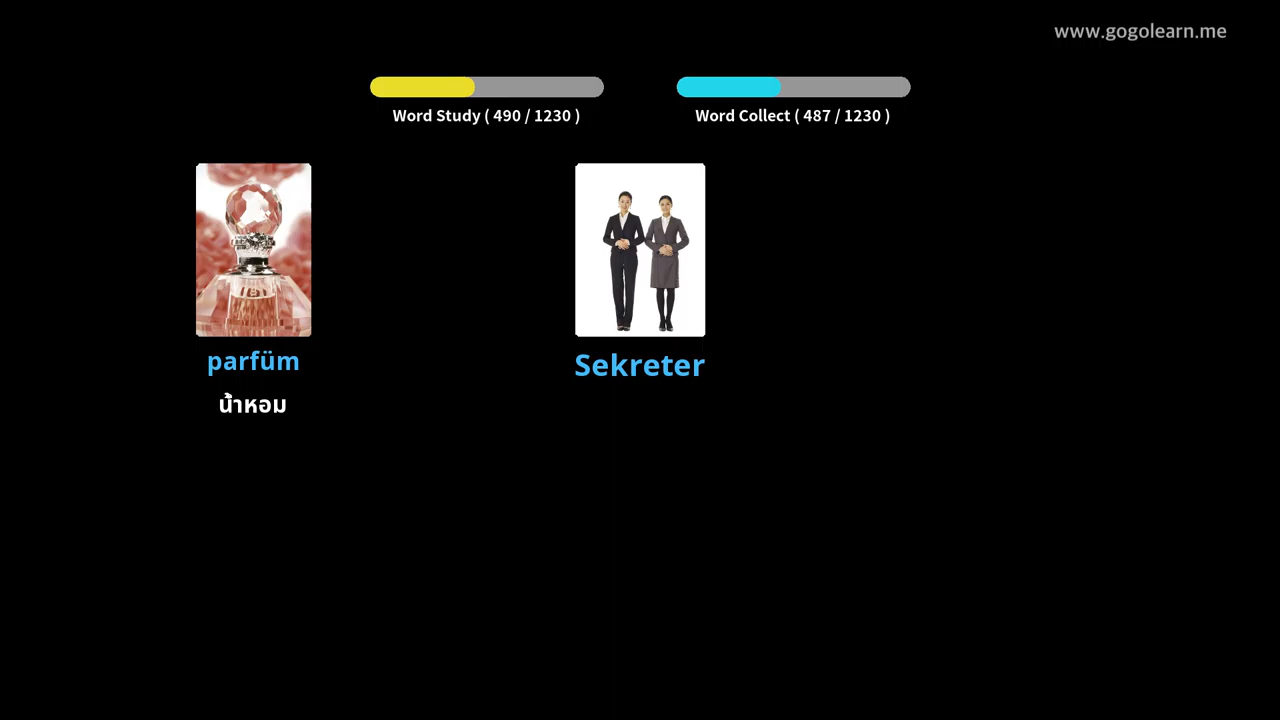 www.gogolearn.me
Word Study ( 490 / 1230 )
Word Collect ( 487 / 1230 )
parfüm
น้ำหอม
Sekreter